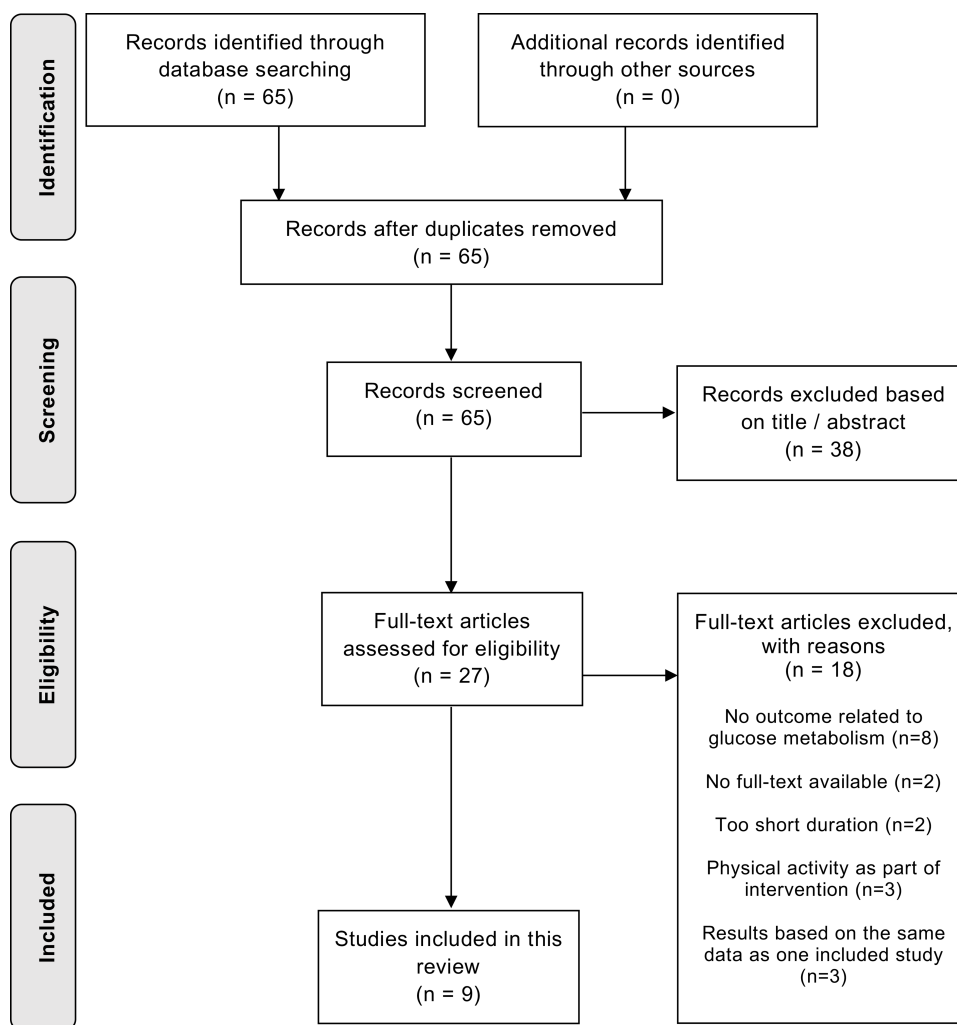 Identification
Records identified through
database searching
(n = 65)
Additional records identified
through other sources
(n = 0)
Records after duplicates removed
(n = 65)
Screening
Records screened
(n = 65)
Records excluded based
on title / abstract
(n = 38)
Eligibility
Full-text articles
assessed for eligibility
(n = 27)
Full-text articles excluded,
with reasons
(n = 18)
No outcome related to
glucose metabolism (n=8)
No full-text available (n=2)
Too short duration (n=2)
Physical activity as part of
intervention (n=3)
Results based on the same
data as one included study
(n=3)
Included
Studies included in this
review
(n = 9)